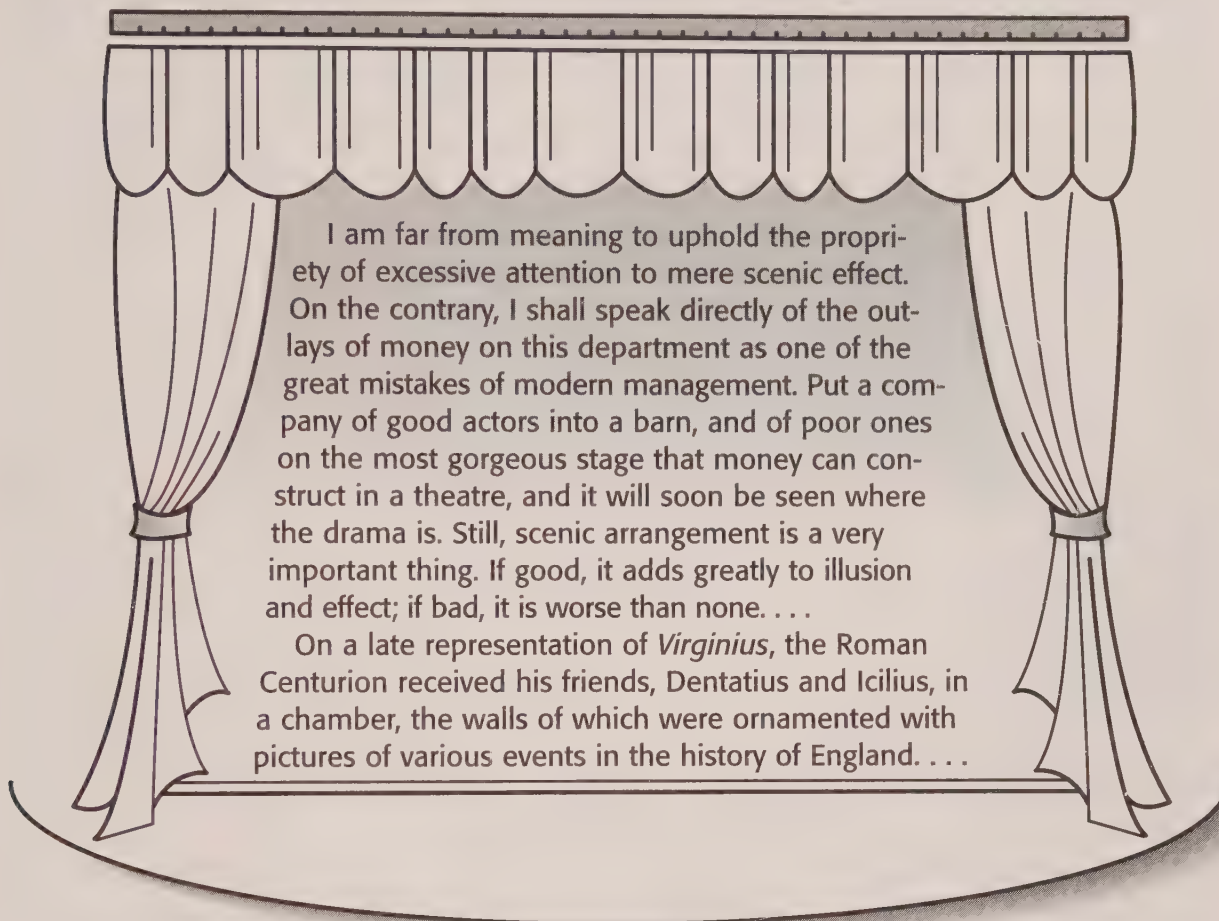 I am far from meaning to uphold the propri-
ety of excessive attention to mere scenic effect.
On the contrary, I shall speak directly of the out-
lays of money on this department as one of the
great mistakes of modern management. Put a com-
pany of good actors into a barn, and of poor ones
on the most gorgeous stage that money can con-
struct in a theatre, and it will soon be seen where
the drama is. Still, scenic arrangement is a very
important thing. If good, it adds greatly to illusion
and effect; if bad, it is worse than none. . . .
On a late representation of Virginius, the Roman
Centurion received his friends, Dentatius and Icilius, in
a chamber, the walls of which were ornamented with
pictures of various events in the history of England. . . .